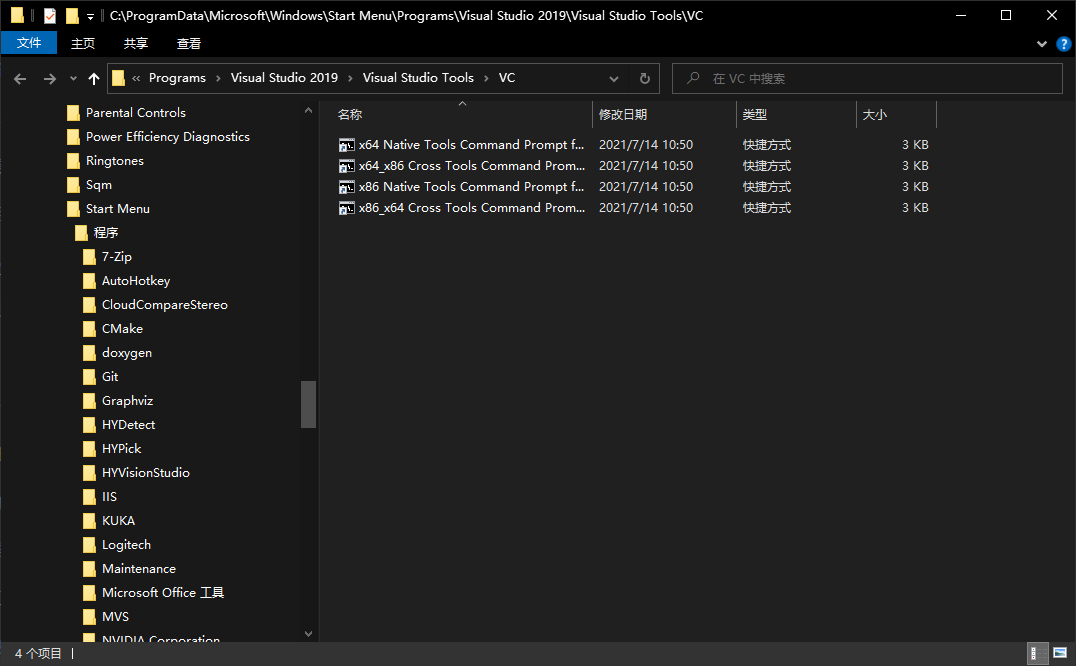 C:\ProgramData\Microsoft\Windows\Start Menu\Programs\Visual Studio 2019\Visual Studio Tools\VC
文件 主页 共享 查看
« Programs › Visual Studio 2019 › Visual Studio Tools › VC
在 VC 中搜索
Parental Controls
Power Efficiency Diagnostics
Ringtones
Sqm
Start Menu
程序
7-Zip
AutoHotkey
CloudCompareStereo
CMake
doxygen
Git
Graphviz
HYDetect
HYPick
HYVisionStudio
IIS
KUKA
Logitech
Maintenance
Microsoft Office 工具
MVS
NVIDIA Corporation
名称 修改日期 类型 大小
x64 Native Tools Command Prompt f... 2021/7/14 10:50 快捷方式 3 KB
x64_x86 Cross Tools Command Prom... 2021/7/14 10:50 快捷方式 3 KB
x86 Native Tools Command Prompt f... 2021/7/14 10:50 快捷方式 3 KB
x86_x64 Cross Tools Command Prom... 2021/7/14 10:50 快捷方式 3 KB
4 个项目